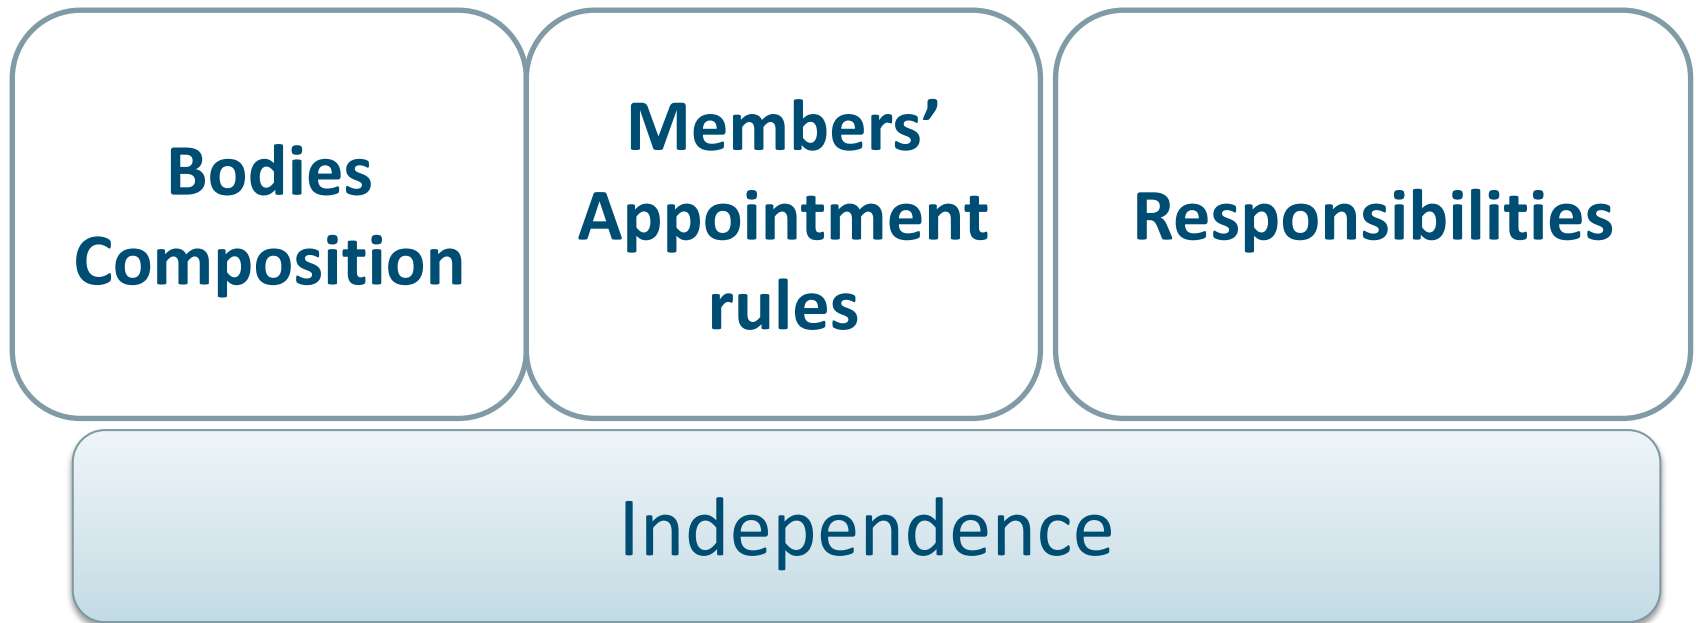 Bodies
Composition
Members’
Appointment
rules
Responsibilities
Independence